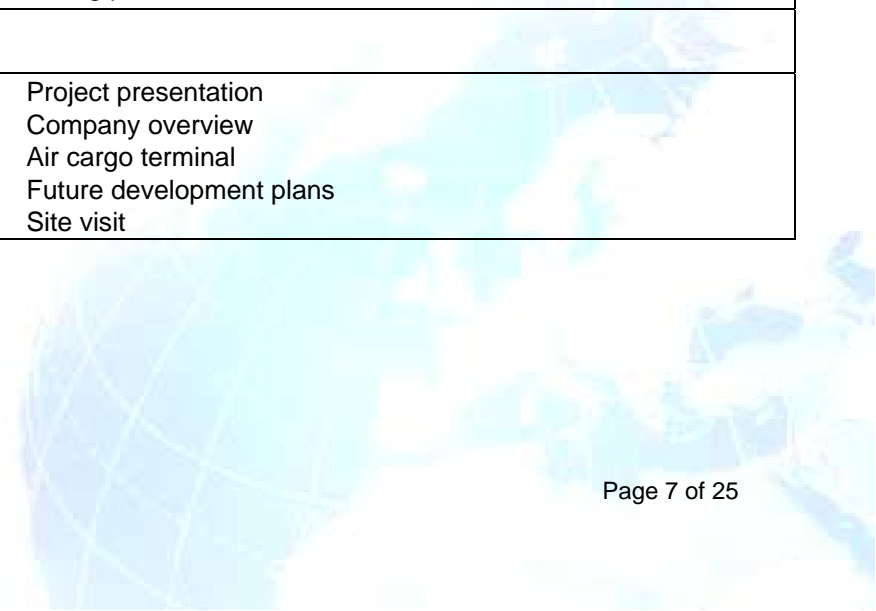 Project presentation
Company overview
Air cargo terminal
Future development plans
Site visit
Page 7 of 25